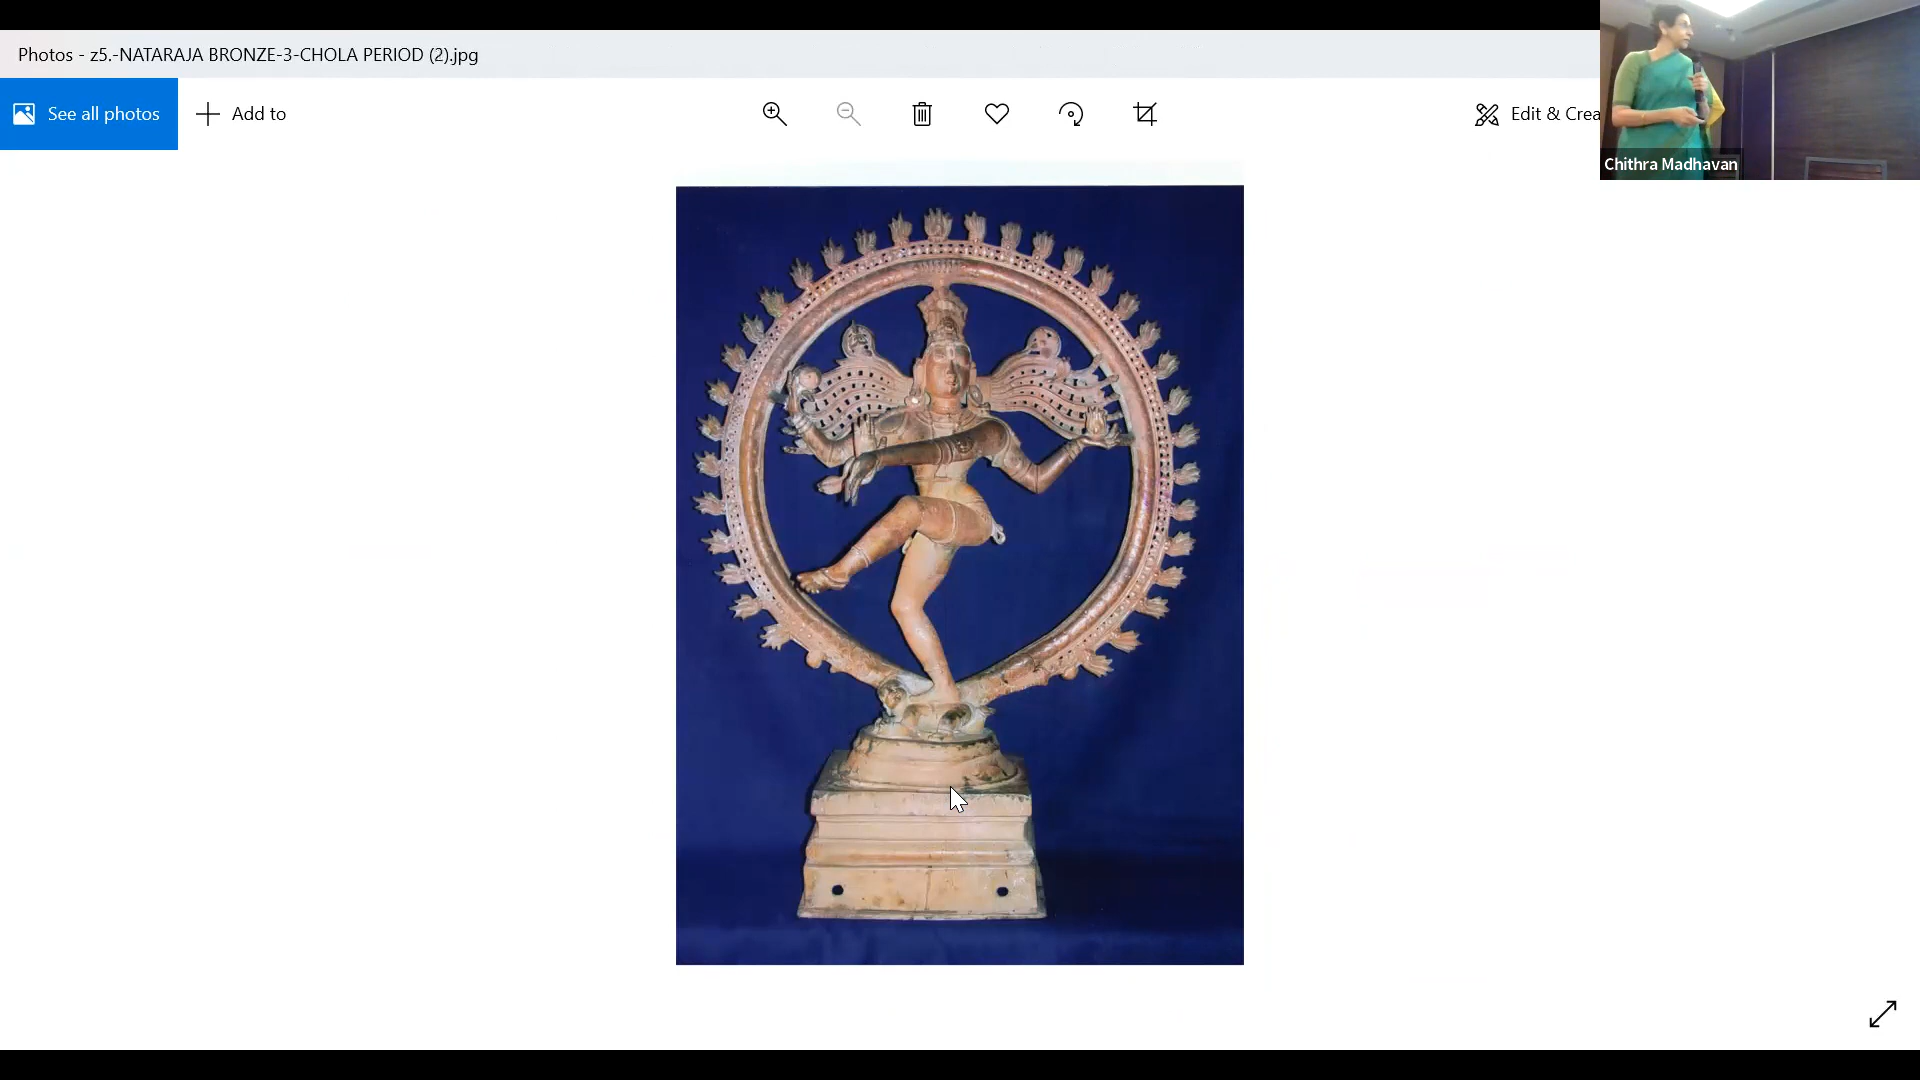 Photos - z5.-NATARAJA BRONZE-3-CHOLA PERIOD (2).jpg
See all photos
Add to
Edit & Crea
Chithra Madhavan